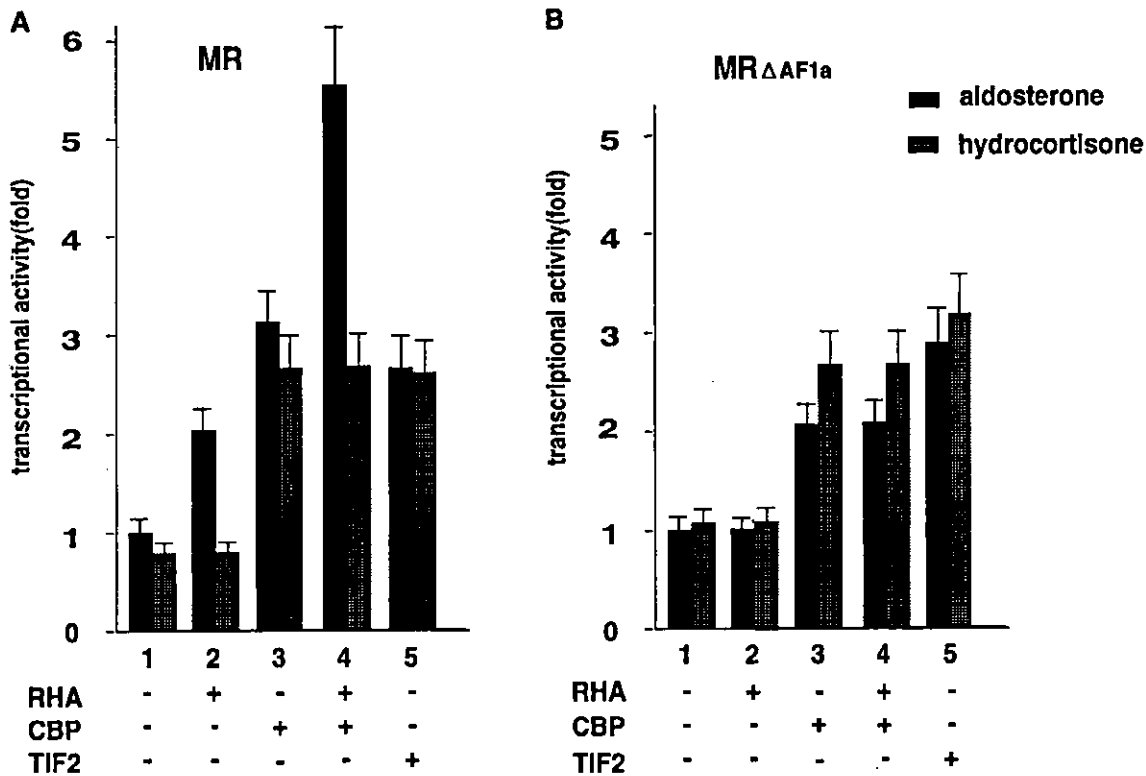 A
MR
transcriptional activity(fold)
6
5
4
3
2
1
0
1 2 3 4 5
RHA - + - + -
CBP - - + + -
TIF2 - - - - +
B
MR ΔAF1a
aldosterone
hydrocortisone
transcriptional activity(fold)
5
4
3
2
1
0
1 2 3 4 5
RHA - + - + -
CBP - - + + -
TIF2 - - - - +